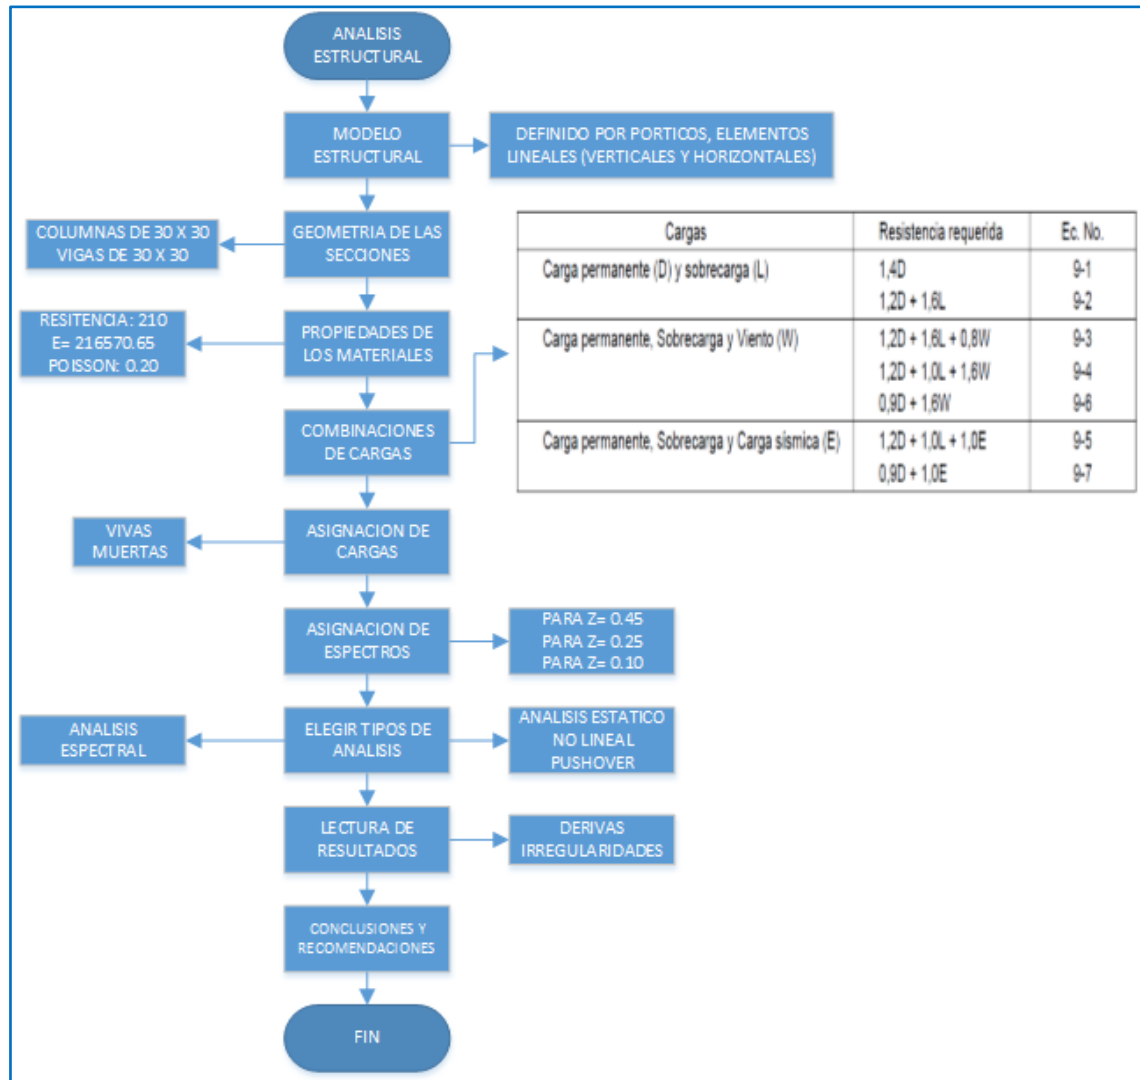 ANALISIS
ESTRUCTURAL
MODELO
ESTRUCTURAL
DEFINIDO POR PORTICOS, ELEMENTOS
LINEALES (VERTICALES Y HORIZONTALES)
COLUMNAS DE 30 X 30
VIGAS DE 30 X 30
GEOMETRIA DE LAS
SECCIONES
RESITENCIA: 210
E= 216570.65
POISSON: 0.20
PROPIEDADES DE
LOS MATERIALES
COMBINACIONES
DE CARGAS
Cargas Resistencia requerida Ec. No.
Carga permanente (D) y sobrecarga (L) 1,4D 9-1
1,2D + 1,6L 9-2
Carga permanente, Sobrecarga y Viento (W) 1,2D + 1,6L + 0,8W 9-3
1,2D + 1,0L + 1,6W 9-4
0,9D + 1,6W 9-6
Carga permanente, Sobrecarga y Carga sísmica (E) 1,2D + 1,0L + 1,0E 9-5
0,9D + 1,0E 9-7
VIVAS
MUERTAS
ASIGNACION DE
CARGAS
ASIGNACION DE
ESPECTROS
PARA Z= 0.45
PARA Z= 0.25
PARA Z= 0.10
ANALISIS
ESPECTRAL
ELEGIR TIPOS DE
ANALISIS
ANALISIS ESTATICO
NO LINEAL
PUSHOVER
LECTURA DE
RESULTADOS
DERIVAS
IRREGULARIDADES
CONCLUSIONES Y
RECOMENDACIONES
FIN